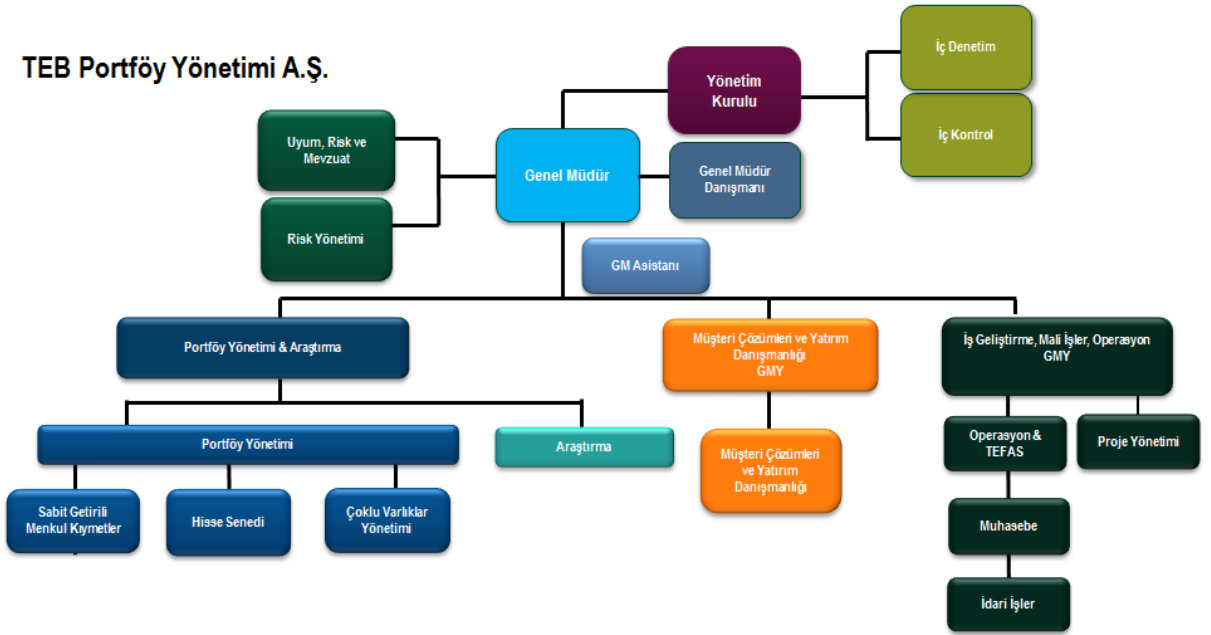 TEB Portföy Yönetimi A.Ş.
Yönetim
Kurulu
İç Denetim
İç Kontrol
Uyum, Risk ve
Mevzuat
Genel Müdür
Genel Müdür
Danışmanı
Risk Yönetimi
GM Asistanı
Portföy Yönetimi & Araştırma
Müşteri Çözümleri ve Yatırım
Danışmanlığı
GMY
İş Geliştirme, Mali İşler, Operasyon
GMY
Portföy Yönetimi
Araştırma
Müşteri Çözümleri
ve Yatırım
Danışmanlığı
Operasyon &
TEFAS
Proje Yönetimi
Sabit Getirili
Menkul Kıymetler
Hisse Senedi
Çoklu Varlıklar
Yönetimi
Muhasebe
İdari İşler